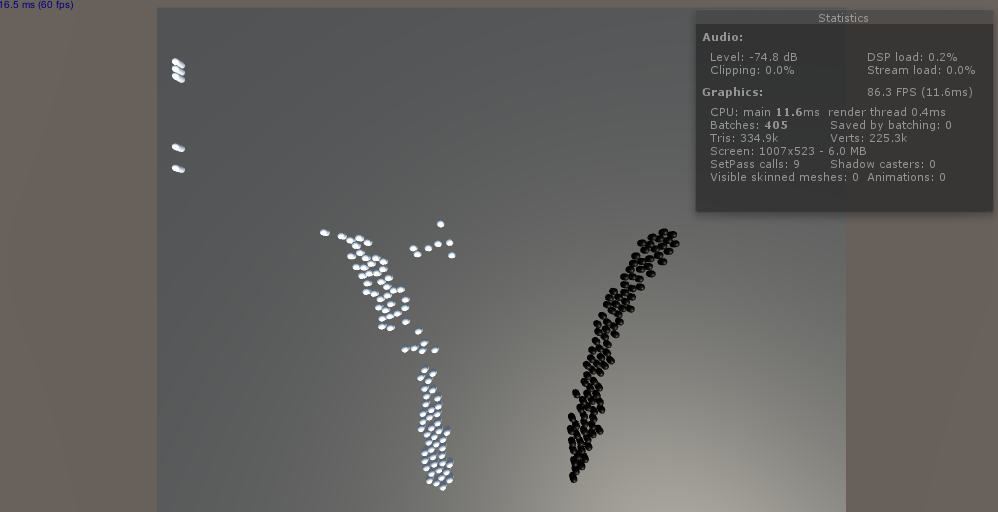 16.5 ms (60 fps)
Statistics
Audio:
Level: -74.8 dB DSP load: 0.2%
Clipping: 0.0% Stream load: 0.0%
Graphics: 86.3 FPS (11.6ms)
CPU: main 11.6ms render thread 0.4ms
Batches: 405 Saved by batching: 0
Tris: 334.9k Verts: 225.3k
Screen: 1007x523 - 6.0 MB
SetPass calls: 9 Shadow casters: 0
Visible skinned meshes: 0 Animations: 0